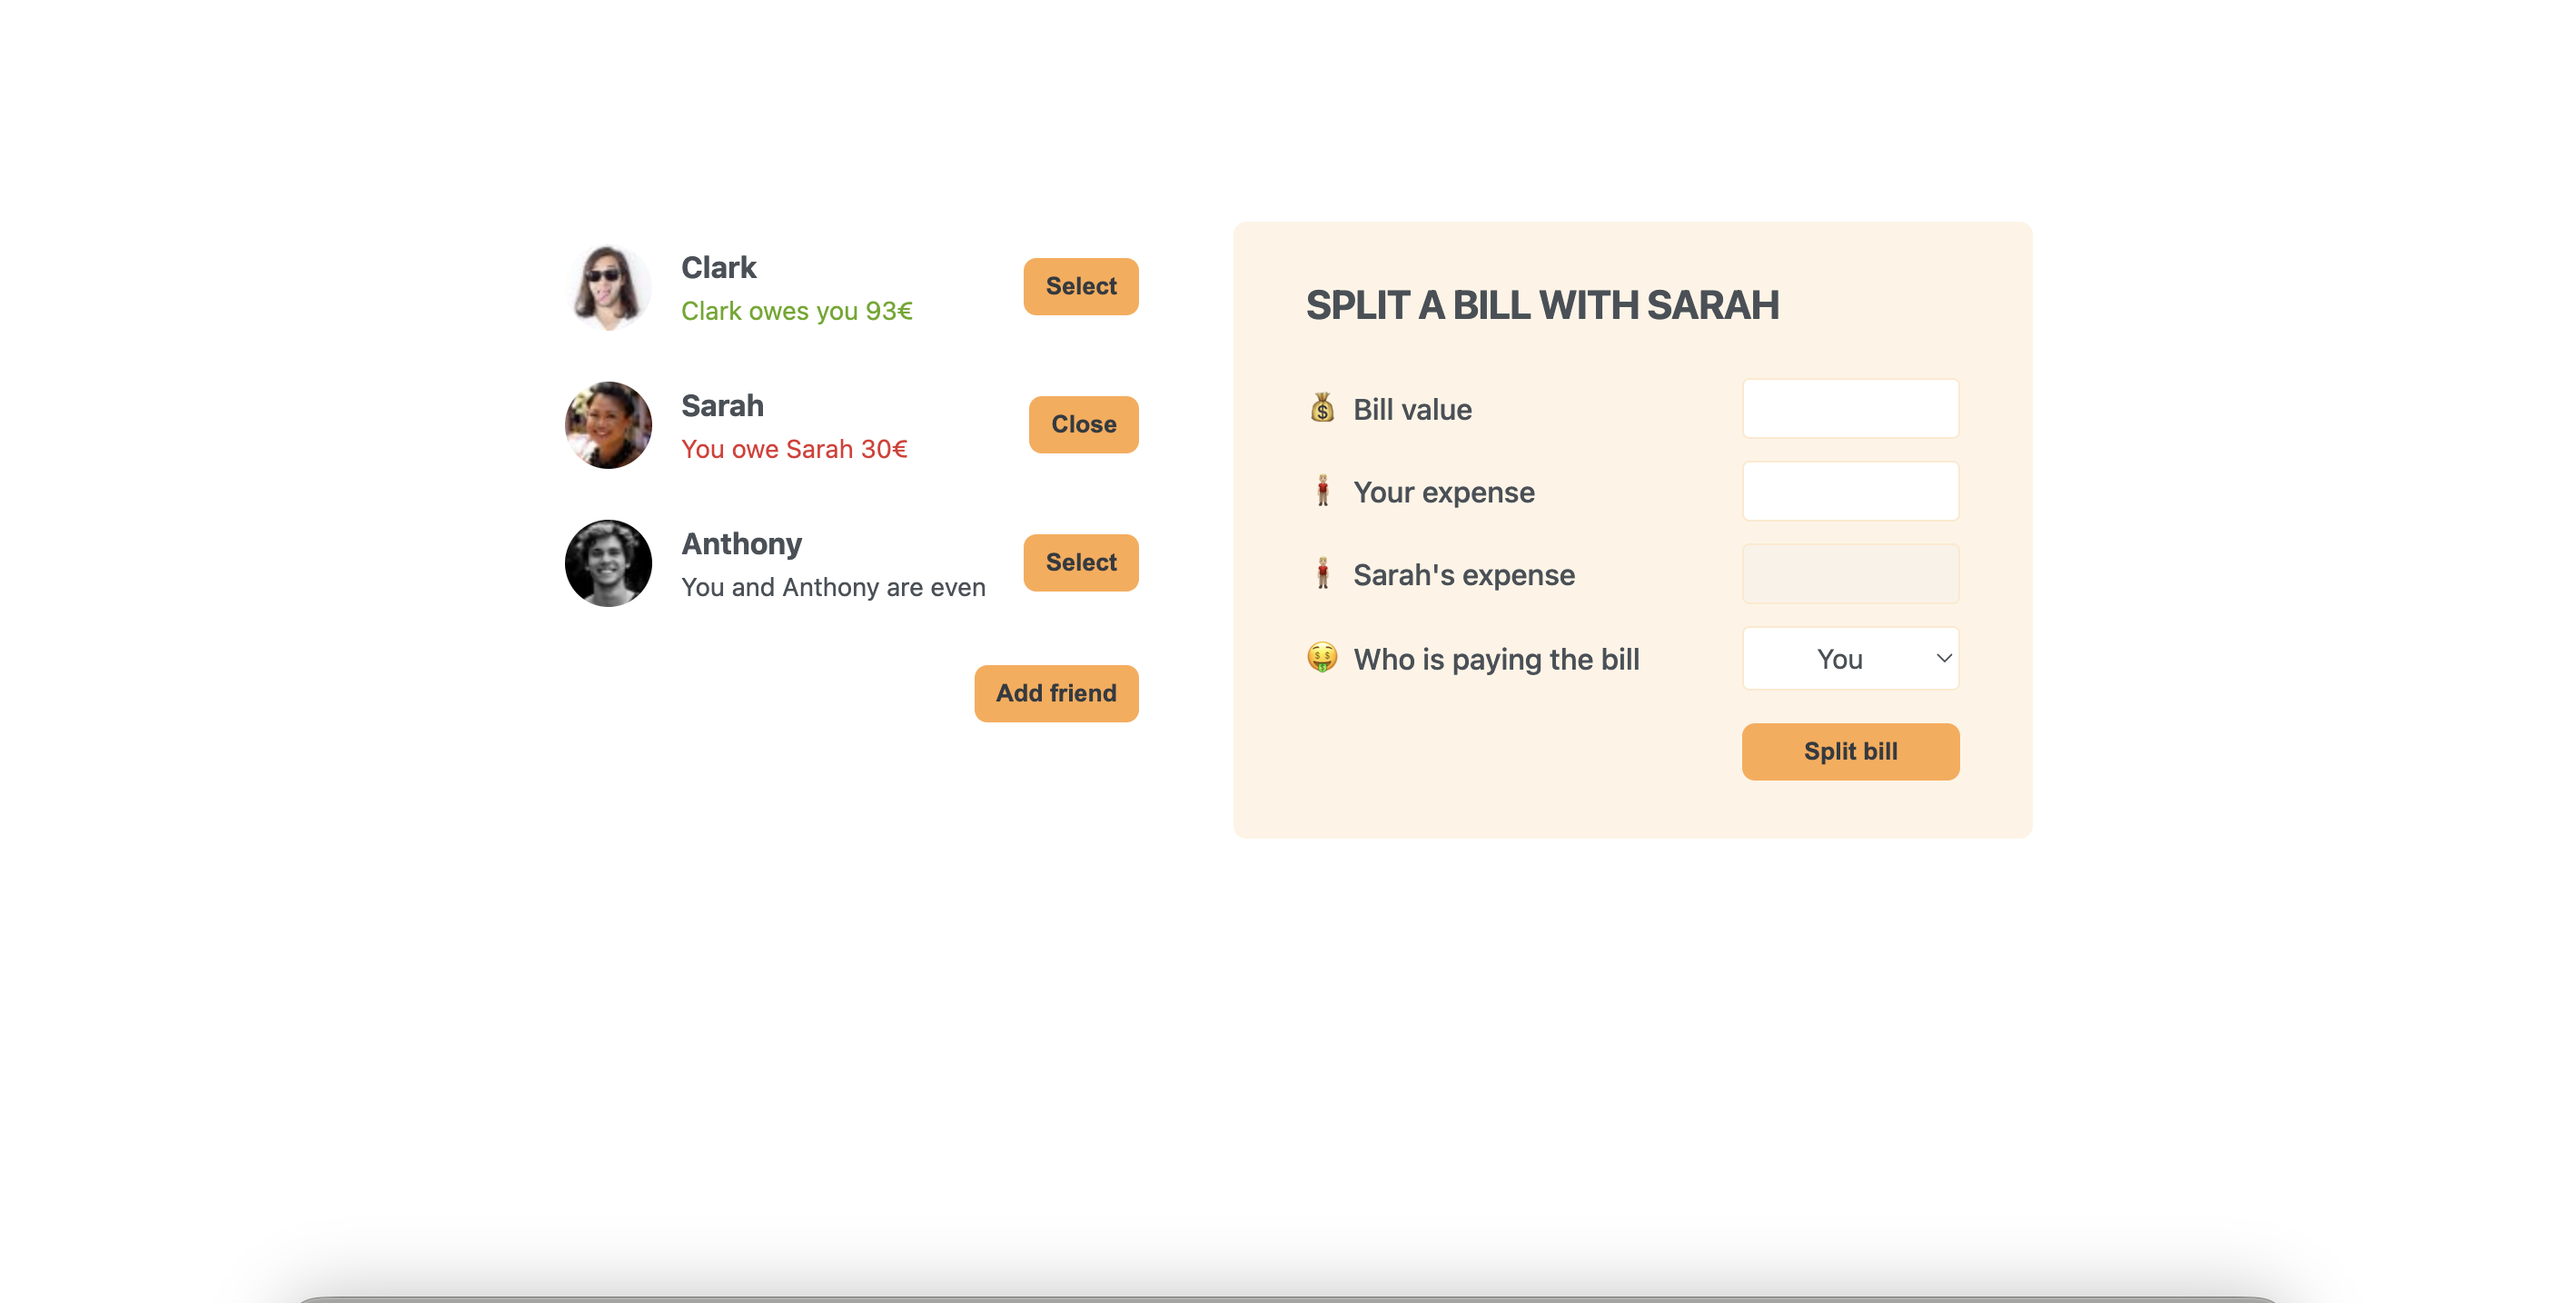 Clark
Clark owes you 93€
Select
Sarah
You owe Sarah 30€
Close
Anthony
You and Anthony are even
Select
Add friend
SPLIT A BILL WITH SARAH
💰 Bill value
🧍 Your expense
🧍 Sarah's expense
🤑 Who is paying the bill
You
Split bill